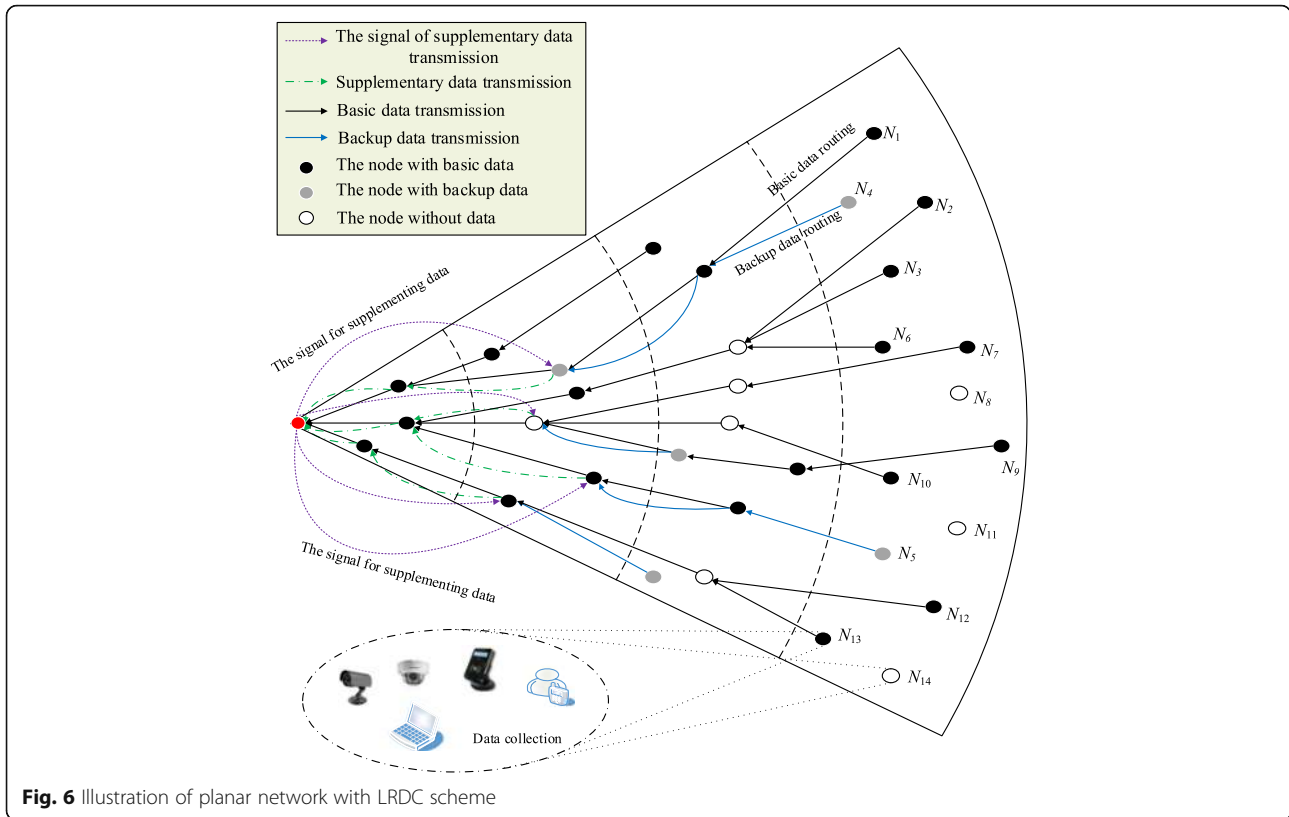 The signal of supplementary data
transmission
Supplementary data transmission
Basic data transmission
Backup data transmission
The node with basic data
The node with backup data
The node without data
Basic data routing
Backup data routing
The signal for supplementing data
The signal for supplementing data
N1
N4
N2
N3
N6
N7
N8
N9
N10
N11
N5
N12
N13
N14
Data collection
Fig. 6 Illustration of planar network with LRDC scheme